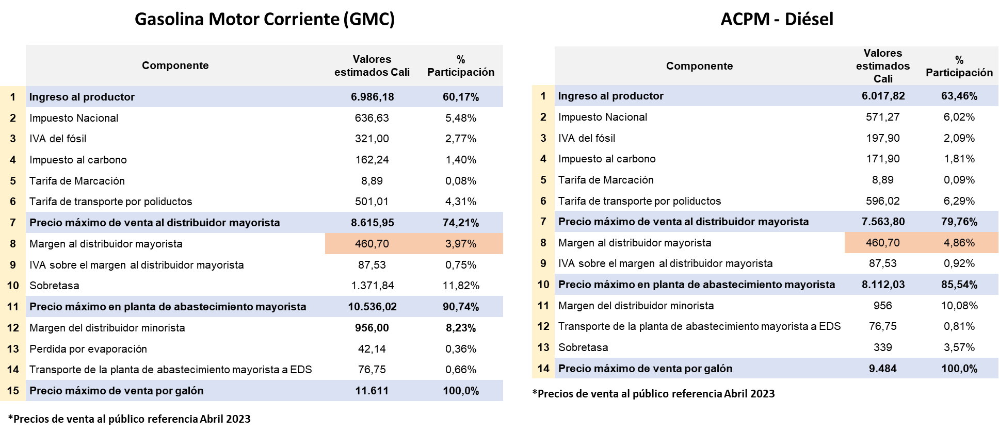 Gasolina Motor Corriente (GMC)
Componente
Valores
estimados Cali
%
Participación
1 Ingreso al productor 6.986,18 60,17%
2 Impuesto Nacional 636,63 5,48%
3 IVA del fósil 321,00 2,77%
4 Impuesto al carbono 162,24 1,40%
5 Tarifa de Marcación 8,89 0,08%
6 Tarifa de transporte por poliductos 501,01 4,31%
7 Precio máximo de venta al distribuidor mayorista 8.615,95 74,21%
8 Margen al distribuidor mayorista 460,70 3,97%
9 IVA sobre el margen al distribuidor mayorista 87,53 0,75%
10 Sobretasa 1.371,84 11,82%
11 Precio máximo en planta de abastecimiento mayorista 10.536,02 90,74%
12 Margen del distribuidor minorista 956,00 8,23%
13 Perdida por evaporación 42,14 0,36%
14 Transporte de la planta de abastecimiento mayorista a EDS 76,75 0,66%
15 Precio máximo de venta por galón 11.611 100,0%
*Precios de venta al público referencia Abril 2023
ACPM - Diésel
Componente
Valores
estimados
Cali
%
Participación
1 Ingreso al productor 6.017,82 63,46%
2 Impuesto Nacional 571,27 6,02%
3 IVA del fósil 197,90 2,09%
4 Impuesto al carbono 171,90 1,81%
5 Tarifa de Marcación 8,89 0,09%
6 Tarifa de transporte por poliductos 596,02 6,29%
7 Precio máximo de venta al distribuidor mayorista 7.563,80 79,76%
8 Margen al distribuidor mayorista 460,70 4,86%
9 IVA sobre el margen al distribuidor mayorista 87,53 0,92%
10 Precio máximo en planta de abastecimiento mayorista 8.112,03 85,54%
11 Margen del distribuidor minorista 956 10,08%
12 Transporte de la planta de abastecimiento mayorista a EDS 76,75 0,81%
13 Sobretasa 339 3,57%
14 Precio máximo de venta por galón 9.484 100,0%
*Precios de venta al público referencia Abril 2023